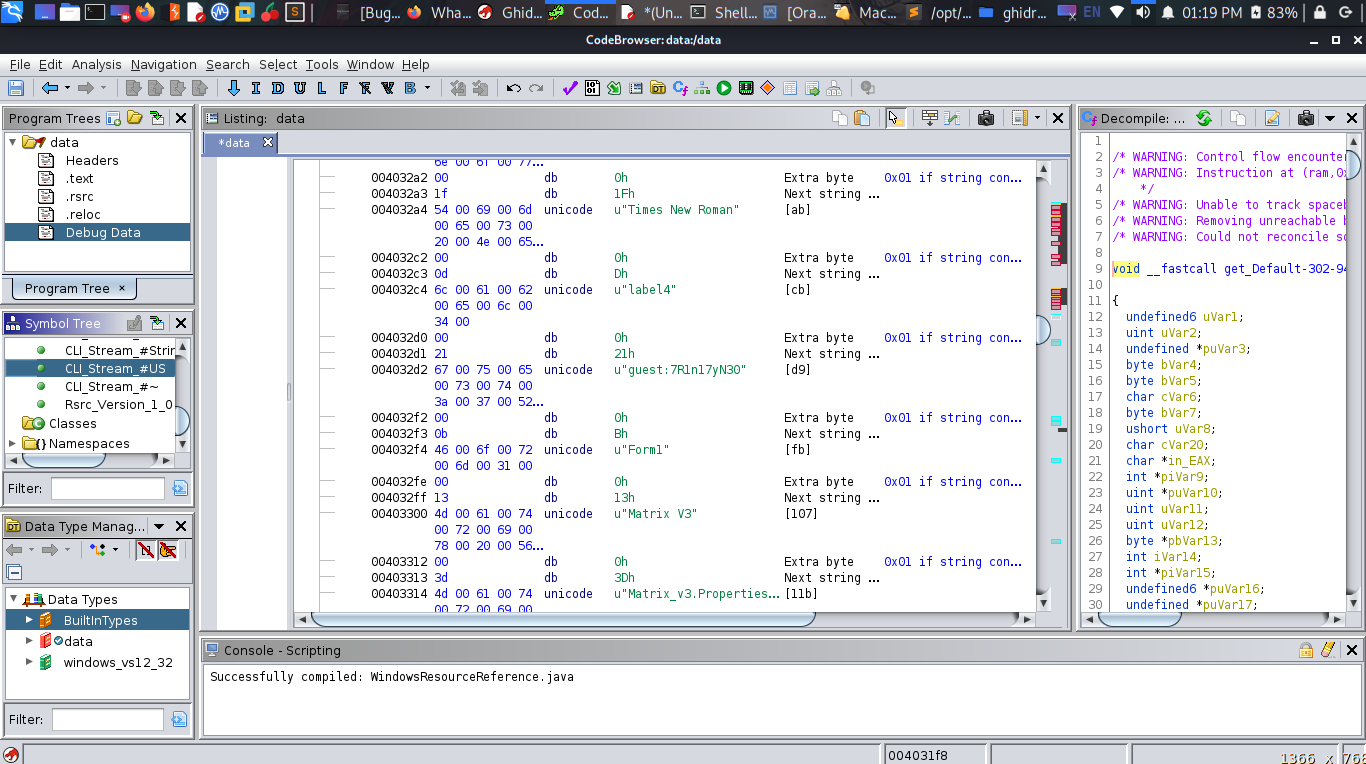 [Bug... Wha... Ghid... Cod... *(Un... Shell... [Ora... Mac... /opt/... ghidr... EN 01:19 PM 83%
CodeBrowser: data:/data
File Edit Analysis Navigation Search Select Tools Window Help
I D U L F R V B
Program Trees
data
Headers
.text
.rsrc
.reloc
Debug Data
Program Tree ×
Symbol Tree
CLI_Stream_#Strin
CLI_Stream_#US
CLI_Stream_#~
Rsrc_Version_1_0
Classes
Namespaces
Filter:
Data Type Manag...
Data Types
BuiltInTypes
data
windows_vs12_32
Filter:
Listing: data
*data
6e 00 61 00 77...
004032a2 00 db 0h Extra byte 0x01 if string con...
004032a3 1f db 1Fh Next string ...
004032a4 54 00 69 00 6d unicode u"Times New Roman" [ab]
00 65 00 73 00
20 00 4e 00 65...
004032c2 00 db 0h Extra byte 0x01 if string con...
004032c3 0d db Dh Next string ...
004032c4 6c 00 61 00 62 unicode u"label4" [cb]
00 65 00 6c 00
34 00
004032d0 00 db 0h Extra byte 0x01 if string con...
004032d1 21 db 21h Next string ...
004032d2 67 00 75 00 65 unicode u"guest:7R1n17yN30" [d9]
00 73 00 74 00
3a 00 37 00 52...
004032f2 00 db 0h Extra byte 0x01 if string con...
004032f3 0b db Bh Next string ...
004032f4 46 00 6f 00 72 unicode u"Form1" [fb]
00 6d 00 31 00
004032fe 00 db 0h Extra byte 0x01 if string con...
004032ff 13 db 13h Next string ...
00403300 4d 00 61 00 74 unicode u"Matrix V3" [107]
00 72 00 69 00
78 00 20 00 56...
00403312 00 db 0h Extra byte 0x01 if string con...
00403313 3d db 3Dh Next string ...
00403314 4d 00 61 00 74 unicode u"Matrix_v3.Properties... [11b]
00 72 00 69 00
Decompile: ...
1
2 /* WARNING: Control flow encounter
3 /* WARNING: Instruction at (ram,0x
4 */
5 /* WARNING: Unable to track spaceb
6 /* WARNING: Removing unreachable b
7 /* WARNING: Could not reconcile so
8
9 void __fastcall get_Default-302-94
10
11 {
12 undefined6 uVar1;
13 uint uVar2;
14 undefined *puVar3;
15 byte bVar4;
16 byte bVar5;
17 char cVar6;
18 byte bVar7;
19 ushort uVar8;
20 char cVar20;
21 char *in_EAX;
22 int *piVar9;
23 uint *puVar10;
24 uint uVar11;
25 uint uVar12;
26 byte *pbVar13;
27 int iVar14;
28 int *piVar15;
29 undefined6 *puVar16;
30 undefined *puVar17;
Console - Scripting
Successfully compiled: WindowsResourceReference.java
004031f8
1366 x 768